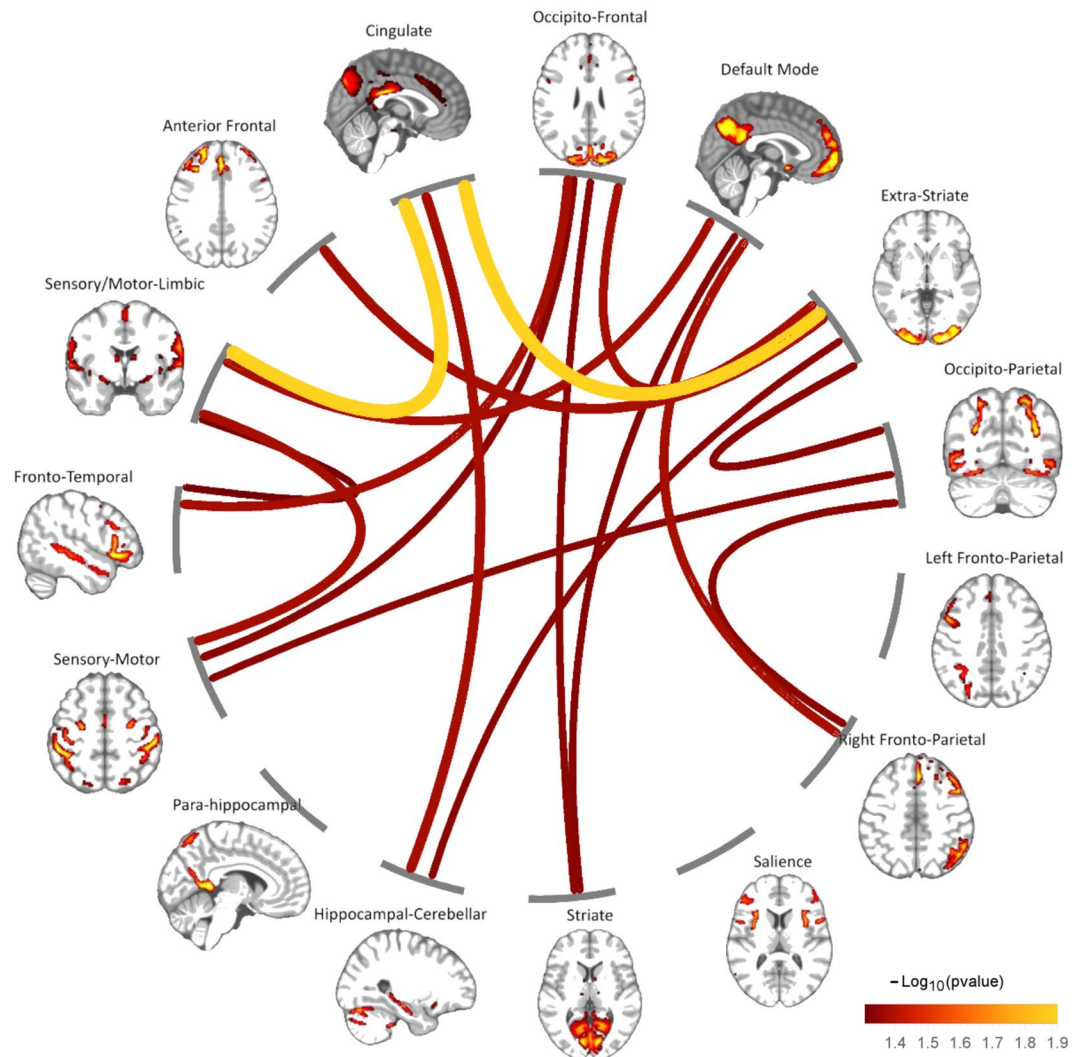 Occipito-Frontal
Cingulate
Default Mode
Anterior Frontal
Extra-Striate
Sensory/Motor-Limbic
Occipito-Parietal
Fronto-Temporal
Left Fronto-Parietal
Sensory-Motor
Right Fronto-Parietal
Para-hippocampal
Salience
Hippocampal-Cerebellar
Striate
−Log10(pvalue)
1.4 1.5 1.6 1.7 1.8 1.9